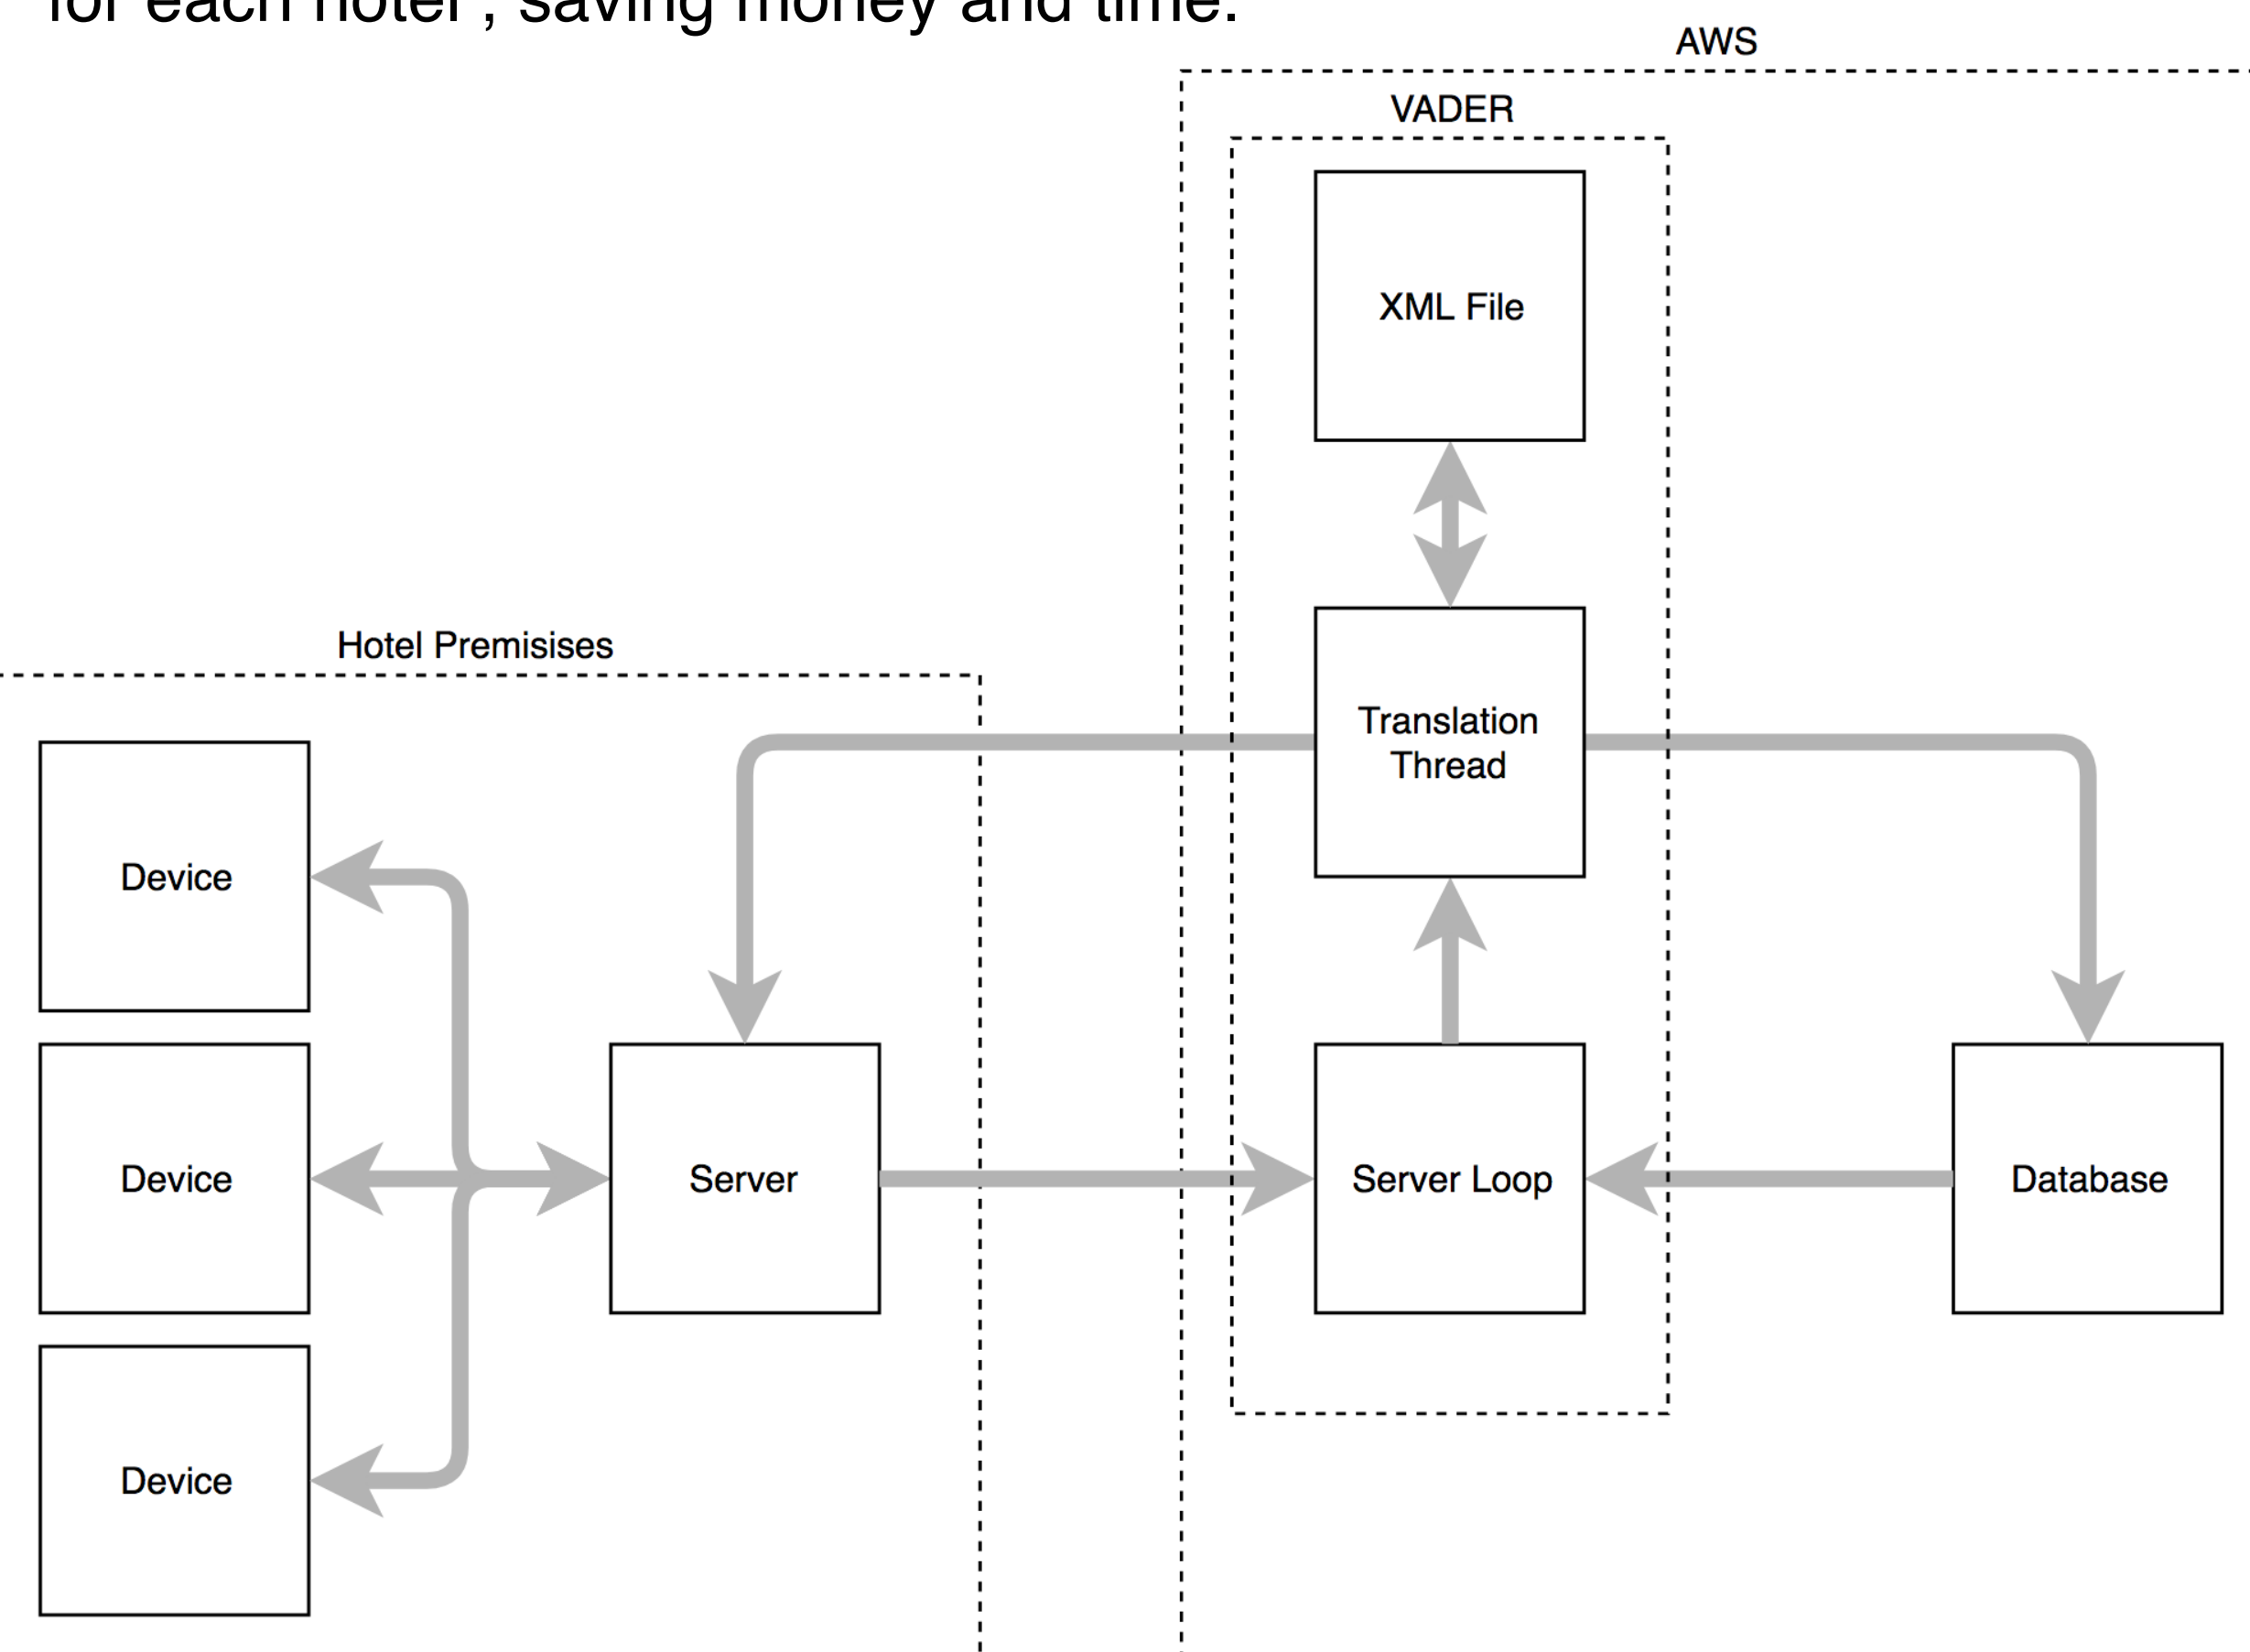 for each hotel , saving money and time.
AWS
VADER
XML File
Hotel Premisises
Translation
Thread
Device
Device
Server
Server Loop
Database
Device